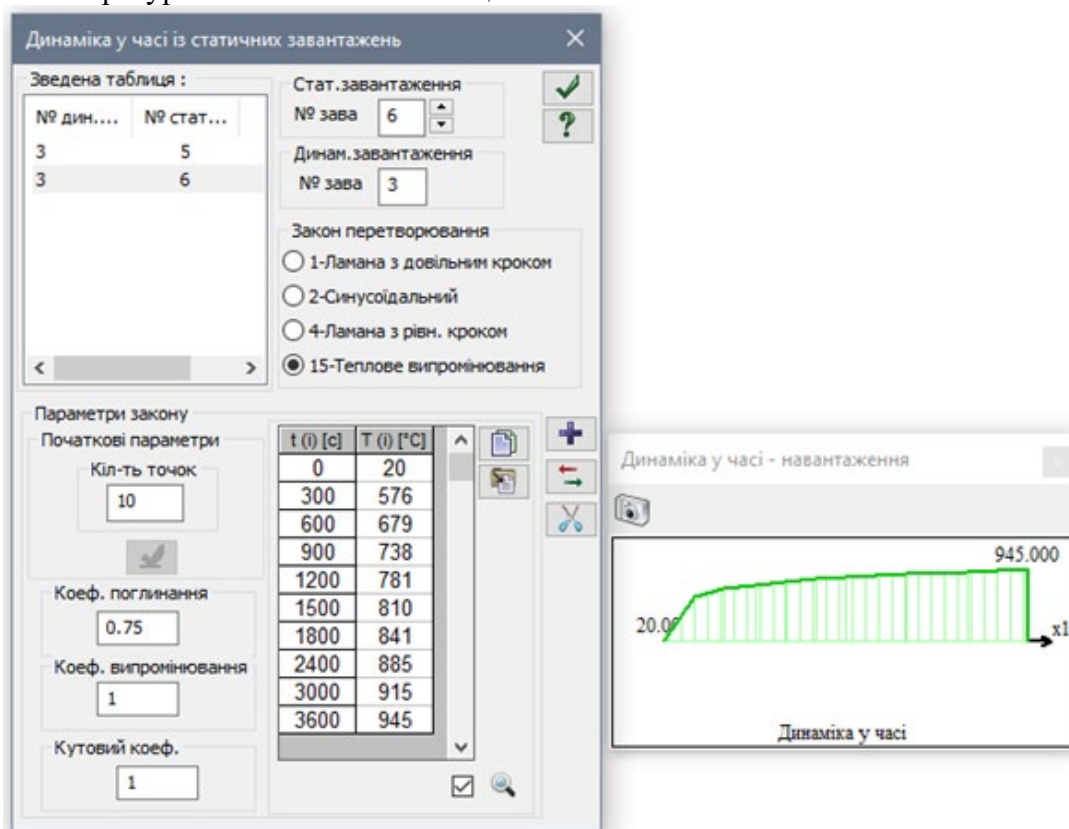 Динаміка у часі із статичних завантажень
Зведена таблиця :
№ дин.... № стат...
3 5
3 6
Стат.завантаження
№ зава 6
Динам.завантаження
№ зава 3
Закон перетворювання
1-Ламана з довільним кроком
2-Синусоїдальний
4-Ламана з рівн. кроком
15-Теплове випромінювання
Параметри закону
Початкові параметри
Кіл-ть точок
10
Коеф. поглинання
0.75
Коеф. випромінювання
1
Кутовий коеф.
1
t (i) [c] T (i) [°C]
0 20
300 576
600 679
900 738
1200 781
1500 810
1800 841
2400 885
3000 915
3600 945
Динаміка у часі - навантаження
945.000
20.0
x1
Динаміка у часі